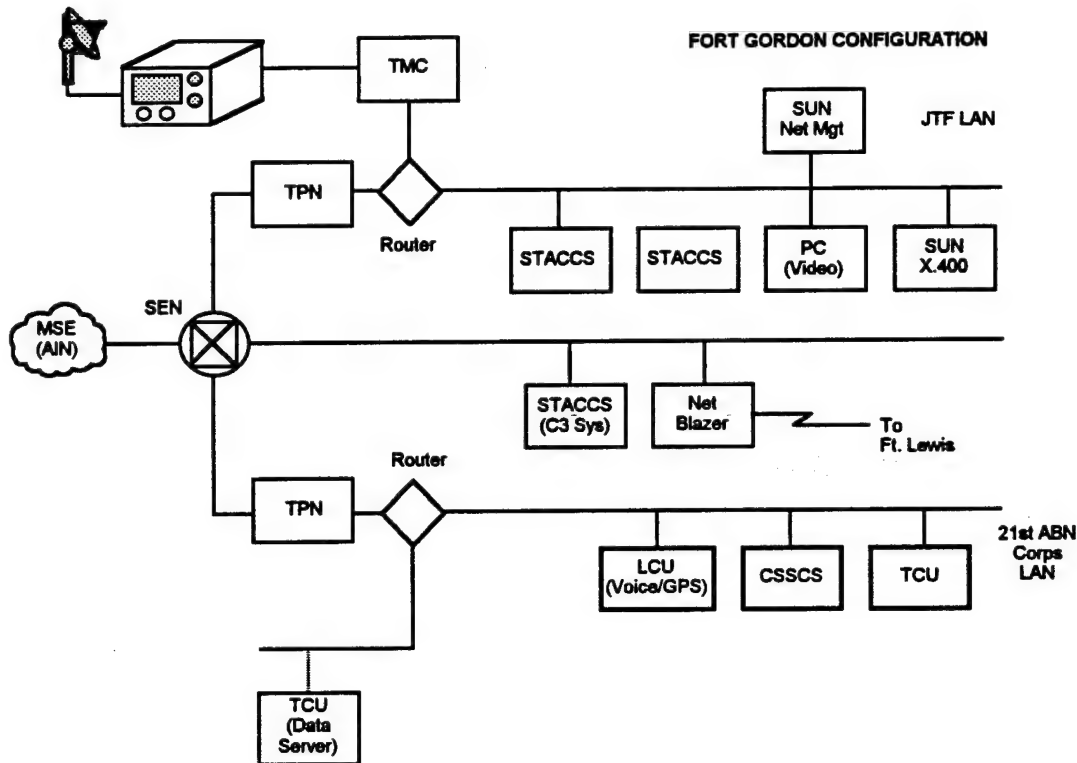 FORT GORDON CONFIGURATION
TMC
SUN
Net Mgt
JTF LAN
TPN
Router
STACCS
STACCS
PC
(Video)
SUN
X.400
SEN
MSE
(AIN)
STACCS
(C3 Sys)
Net
Blazer
To
Ft. Lewis
Router
TPN
21st ABN
Corps
LAN
LCU
(Voice/GPS)
CSSCS
TCU
TCU
(Data
Server)